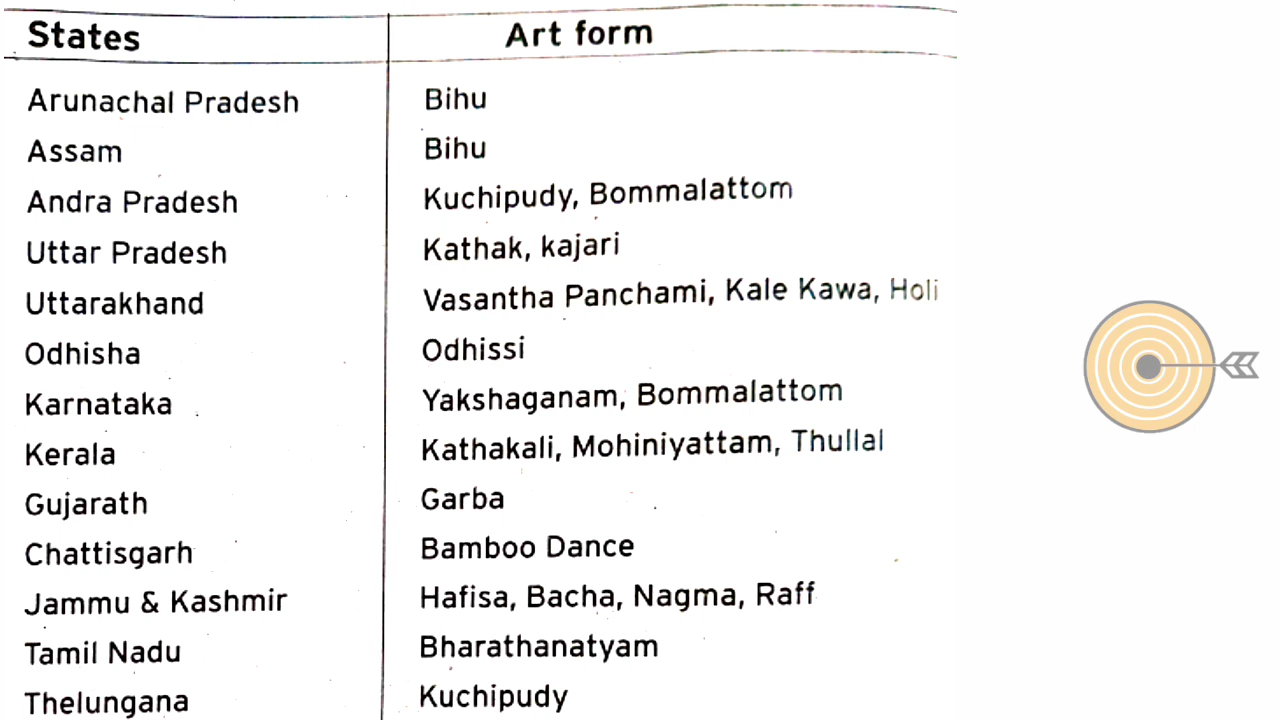 States Art form
Arunachal Pradesh Bihu
Assam Bihu
Andra Pradesh Kuchipudy, Bommalattom
Uttar Pradesh Kathak, kajari
Uttarakhand Vasantha Panchami, Kale Kawa, Holi
Odhisha Odhissi
Karnataka Yakshaganam, Bommalattom
Kerala Kathakali, Mohiniyattam, Thullal
Gujarath Garba
Chattisgarh Bamboo Dance
Jammu & Kashmir Hafisa, Bacha, Nagma, Raff
Tamil Nadu Bharathanatyam
Thelungana Kuchipudy